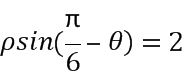 ρsin(π/6 – θ) = 2